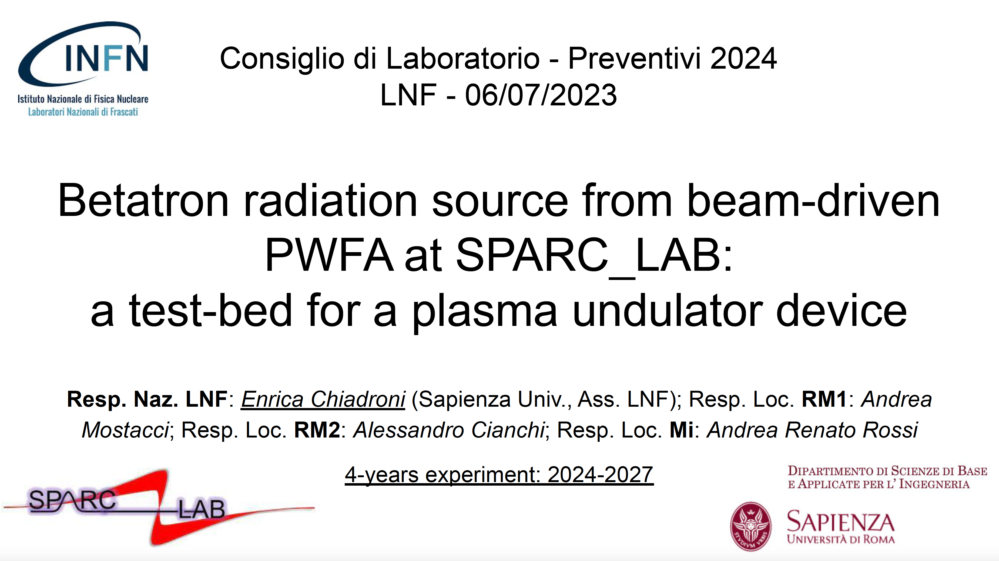 INFN
Istituto Nazionale di Fisica Nucleare
Laboratori Nazionali di Frascati
Consiglio di Laboratorio - Preventivi 2024
LNF - 06/07/2023
Betatron radiation source from beam-driven
PWFA at SPARC_LAB:
a test-bed for a plasma undulator device
Resp. Naz. LNF: Enrica Chiadroni (Sapienza Univ., Ass. LNF); Resp. Loc. RM1: Andrea
Mostacci; Resp. Loc. RM2: Alessandro Cianchi; Resp. Loc. Mi: Andrea Renato Rossi
4-years experiment: 2024-2027
SPARC
LAB
DIPARTIMENTO DI SCIENZE DI BASE
E APPLICATE PER L' INGEGNERIA
STVDIVM VRBIS
SAPIENZA
UNIVERSITÀ DI ROMA